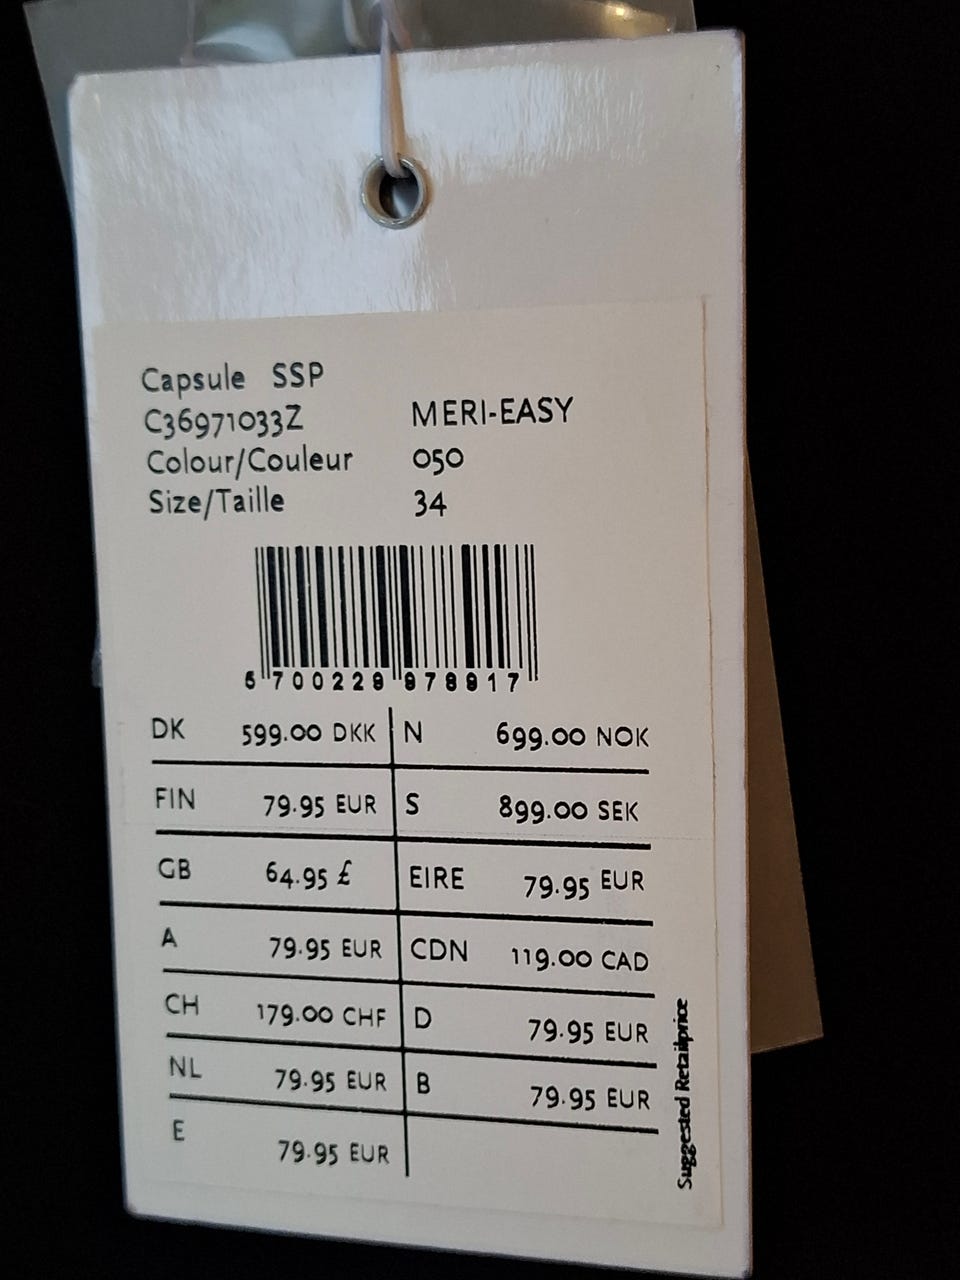 Capsule SSP
C36971033Z MERI-EASY
Colour/Couleur 050
Size/Taille 34
5 700229 978917
DK 599.00 DKK N 699.00 NOK
FIN 79.95 EUR S 899.00 SEK
GB 64.95 £ EIRE 79.95 EUR
A 79.95 EUR CDN 119.00 CAD
CH 179.00 CHF D 79.95 EUR
NL 79.95 EUR B 79.95 EUR
E 79.95 EUR
Suggested Retailprice